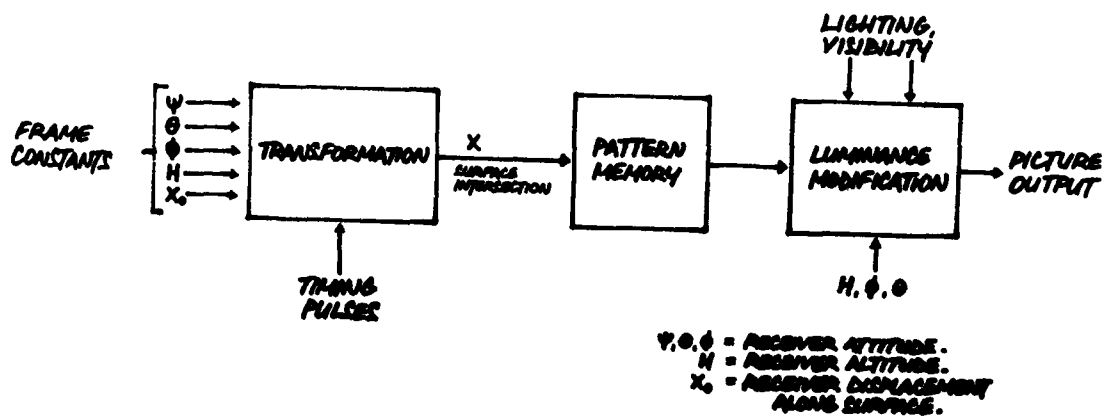 LIGHTING,
VISIBILITY
FRAME
CONSTANTS
Ψ
θ
ϕ
H
X₀
TRANSFORMATION
X
SURFACE
INTERSECTION
PATTERN
MEMORY
LUMINANCE
MODIFICATION
PICTURE
OUTPUT
TIMING
PULSES
H, ϕ, θ
Ψ, θ, ϕ = RECEIVER ATTITUDE.
H = RECEIVER ALTITUDE.
X₀ = RECEIVER DISPLACEMENT
ALONG SURFACE.